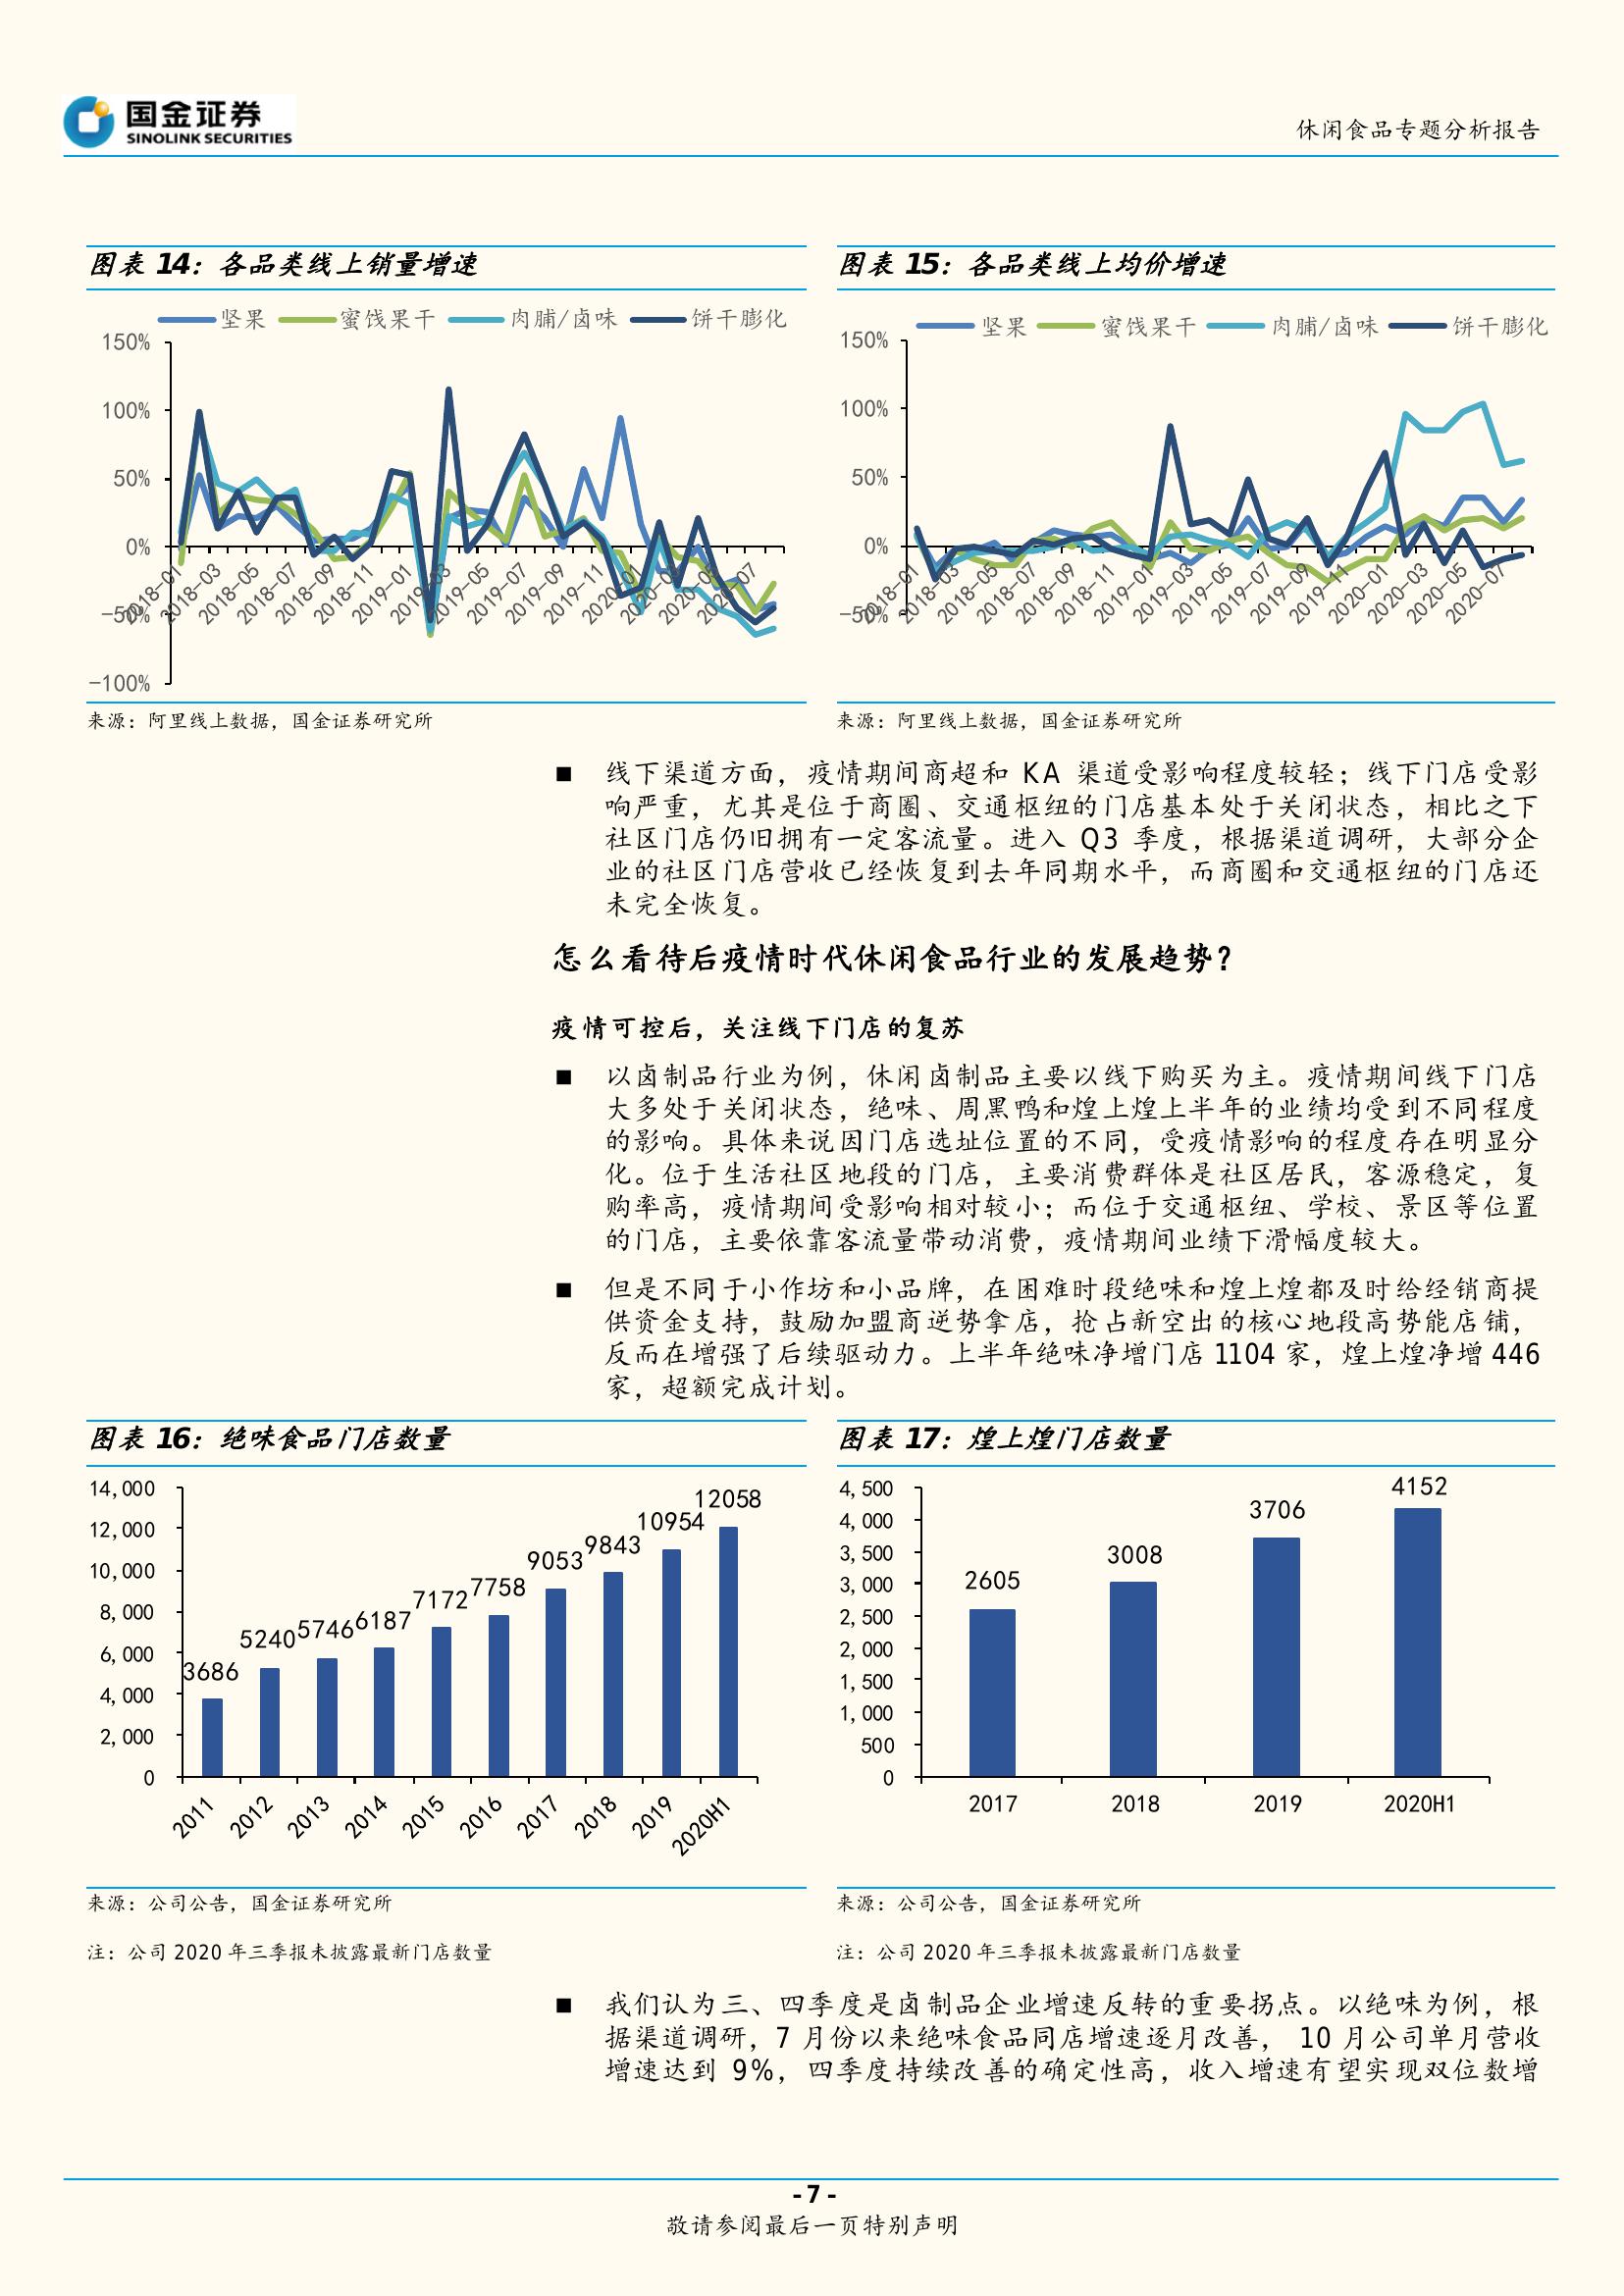 国金证券
SINOLINK SECURITIES
休闲食品专题分析报告
图表 14：各品类线上销量增速
坚果 蜜饯果干 肉脯/卤味 饼干膨化
150%
100%
50%
0%
-50%
-100%
2018-01 2018-03 2018-05 2018-07 2018-09 2018-11 2019-01 2019-03 2019-05 2019-07 2019-09 2019-11 2020-01 2020-03 2020-05 2020-07
来源：阿里线上数据，国金证券研究所
图表 15：各品类线上均价增速
坚果 蜜饯果干 肉脯/卤味 饼干膨化
150%
100%
50%
0%
-50%
2018-01 2018-03 2018-05 2018-07 2018-09 2018-11 2019-01 2019-03 2019-05 2019-07 2019-09 2019-11 2020-01 2020-03 2020-05 2020-07
来源：阿里线上数据，国金证券研究所
■ 线下渠道方面，疫情期间商超和 KA 渠道受影响程度较轻；线下门店受影
响严重，尤其是位于商圈、交通枢纽的门店基本处于关闭状态，相比之下
社区门店仍旧拥有一定客流量。进入 Q3 季度，根据渠道调研，大部分企
业的社区门店营收已经恢复到去年同期水平，而商圈和交通枢纽的门店还
未完全恢复。
怎么看待后疫情时代休闲食品行业的发展趋势？
疫情可控后，关注线下门店的复苏
■ 以卤制品行业为例，休闲卤制品主要以线下购买为主。疫情期间线下门店
大多处于关闭状态，绝味、周黑鸭和煌上煌上半年的业绩均受到不同程度
的影响。具体来说因门店选址位置的不同，受疫情影响的程度存在明显分
化。位于生活社区地段的门店，主要消费群体是社区居民，客源稳定，复
购率高，疫情期间受影响相对较小；而位于交通枢纽、学校、景区等位置
的门店，主要依靠客流量带动消费，疫情期间业绩下滑幅度较大。
■ 但是不同于小作坊和小品牌，在困难时段绝味和煌上煌都及时给经销商提
供资金支持，鼓励加盟商逆势拿店，抢占新空出的核心地段高势能店铺，
反而在增强了后续驱动力。上半年绝味净增门店 1104 家，煌上煌净增 446
家，超额完成计划。
图表 16：绝味食品门店数量
14,000
12,000
10,000
8,000
6,000
4,000
2,000
0
3686 5240 5746 6187 7172 7758 9053 9843 10954 12058
2011 2012 2013 2014 2015 2016 2017 2018 2019 2020H1
来源：公司公告，国金证券研究所
注：公司 2020 年三季报未披露最新门店数量
图表 17：煌上煌门店数量
4,500
4,000
3,500
3,000
2,500
2,000
1,500
1,000
500
0
2605 3008 3706 4152
2017 2018 2019 2020H1
来源：公司公告，国金证券研究所
注：公司 2020 年三季报未披露最新门店数量
■ 我们认为三、四季度是卤制品企业增速反转的重要拐点。以绝味为例，根
据渠道调研，7 月份以来绝味食品同店增速逐月改善， 10 月公司单月营收
增速达到 9%，四季度持续改善的确定性高，收入增速有望实现双位数增
- 7 -
敬请参阅最后一页特别声明